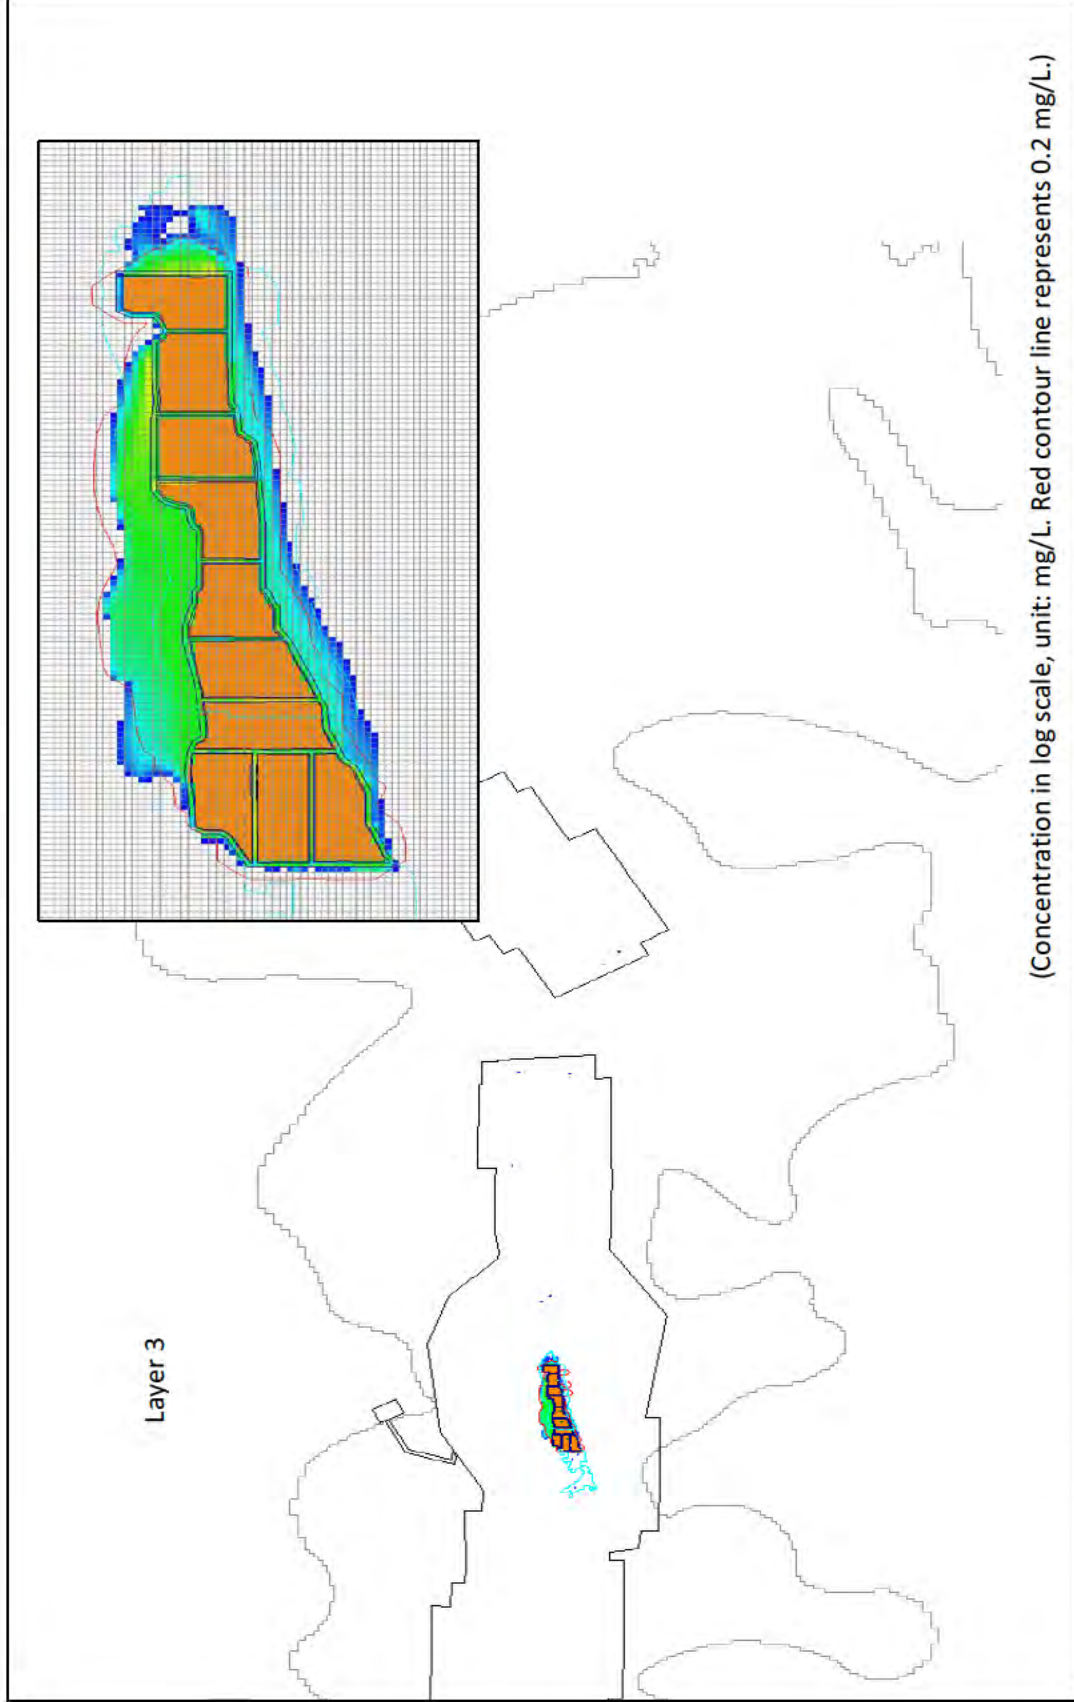 Layer 3
(Concentration in log scale, unit: mg/L. Red contour line represents 0.2 mg/L.)